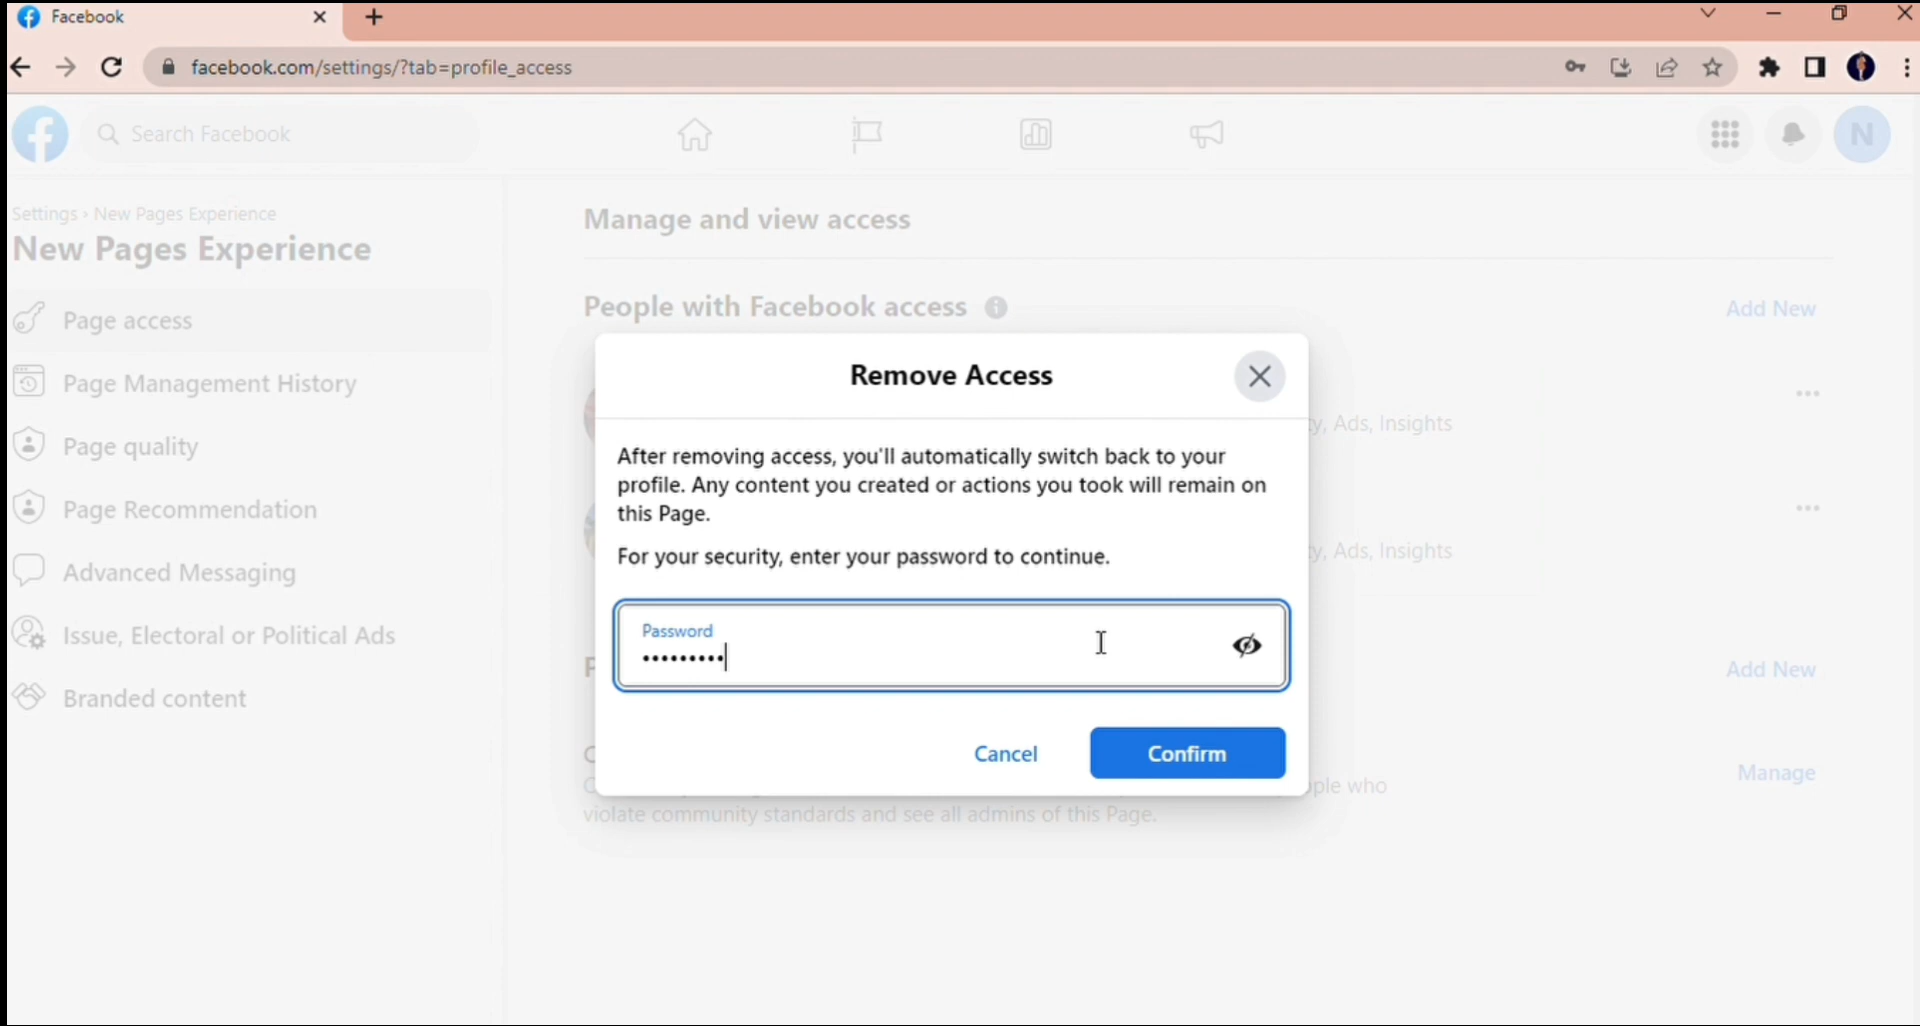 Facebook
facebook.com/settings/?tab=profile_access
Search Facebook
N
Settings › New Pages Experience
New Pages Experience
Page access
Page Management History
Page quality
Page Recommendation
Advanced Messaging
Issue, Electoral or Political Ads
Branded content
Manage and view access
People with Facebook access
Add New
Ads, Insights
Ads, Insights
Remove Access
After removing access, you'll automatically switch back to your
profile. Any content you created or actions you took will remain on
this Page.
For your security, enter your password to continue.
Password
•••••••••
Cancel
Confirm
Add New
Manage
who
violate community standards and see all admins of this Page.